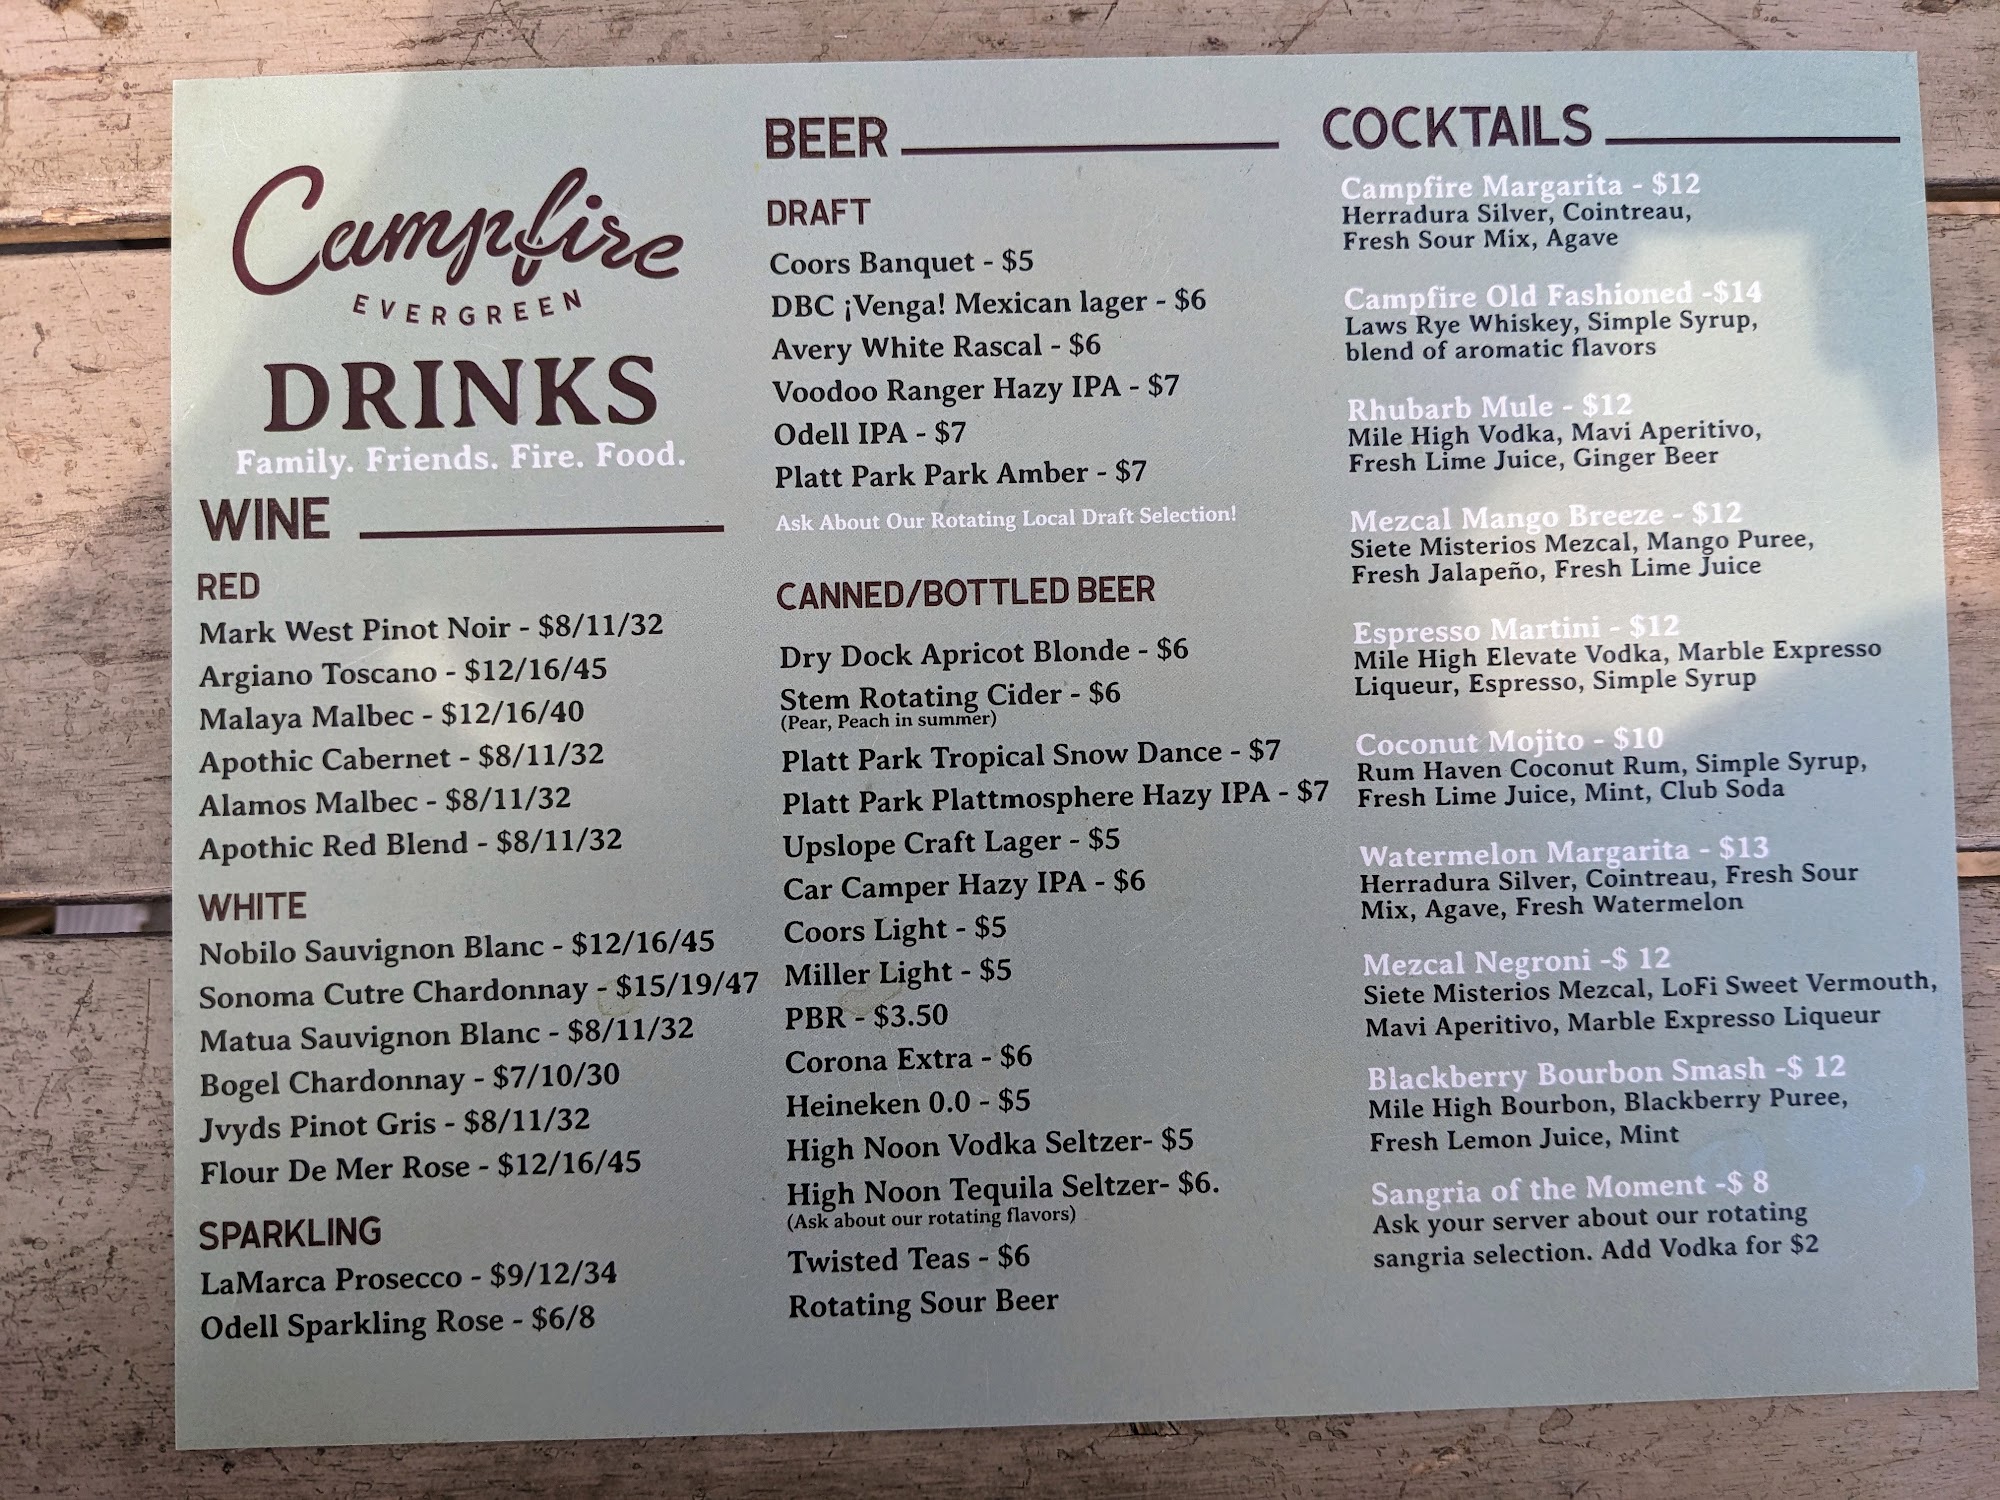 Campfire
EVERGREEN
DRINKS
Family. Friends. Fire. Food.
WINE
RED
Mark West Pinot Noir - $8/11/32
Argiano Toscano - $12/16/45
Malaya Malbec - $12/16/40
Apothic Cabernet - $8/11/32
Alamos Malbec - $8/11/32
Apothic Red Blend - $8/11/32
WHITE
Nobilo Sauvignon Blanc - $12/16/45
Sonoma Cutre Chardonnay - $15/19/47
Matua Sauvignon Blanc - $8/11/32
Bogel Chardonnay - $7/10/30
Jvyds Pinot Gris - $8/11/32
Flour De Mer Rose - $12/16/45
SPARKLING
LaMarca Prosecco - $9/12/34
Odell Sparkling Rose - $6/8
BEER
DRAFT
Coors Banquet - $5
DBC ¡Venga! Mexican lager - $6
Avery White Rascal - $6
Voodoo Ranger Hazy IPA - $7
Odell IPA - $7
Platt Park Park Amber - $7
Ask About Our Rotating Local Draft Selection!
CANNED/BOTTLED BEER
Dry Dock Apricot Blonde - $6
Stem Rotating Cider - $6
(Pear, Peach in summer)
Platt Park Tropical Snow Dance - $7
Platt Park Plattmosphere Hazy IPA - $7
Upslope Craft Lager - $5
Car Camper Hazy IPA - $6
Coors Light - $5
Miller Light - $5
PBR - $3.50
Corona Extra - $6
Heineken 0.0 - $5
High Noon Vodka Seltzer- $5
High Noon Tequila Seltzer- $6.
(Ask about our rotating flavors)
Twisted Teas - $6
Rotating Sour Beer
COCKTAILS
Campfire Margarita - $12
Herradura Silver, Cointreau,
Fresh Sour Mix, Agave
Campfire Old Fashioned -$14
Laws Rye Whiskey, Simple Syrup,
blend of aromatic flavors
Rhubarb Mule - $12
Mile High Vodka, Mavi Aperitivo,
Fresh Lime Juice, Ginger Beer
Mezcal Mango Breeze - $12
Siete Misterios Mezcal, Mango Puree,
Fresh Jalapeño, Fresh Lime Juice
Espresso Martini - $12
Mile High Elevate Vodka, Marble Expresso
Liqueur, Espresso, Simple Syrup
Coconut Mojito - $10
Rum Haven Coconut Rum, Simple Syrup,
Fresh Lime Juice, Mint, Club Soda
Watermelon Margarita - $13
Herradura Silver, Cointreau, Fresh Sour
Mix, Agave, Fresh Watermelon
Mezcal Negroni -$ 12
Siete Misterios Mezcal, LoFi Sweet Vermouth,
Mavi Aperitivo, Marble Expresso Liqueur
Blackberry Bourbon Smash -$ 12
Mile High Bourbon, Blackberry Puree,
Fresh Lemon Juice, Mint
Sangria of the Moment -$ 8
Ask your server about our rotating
sangria selection. Add Vodka for $2